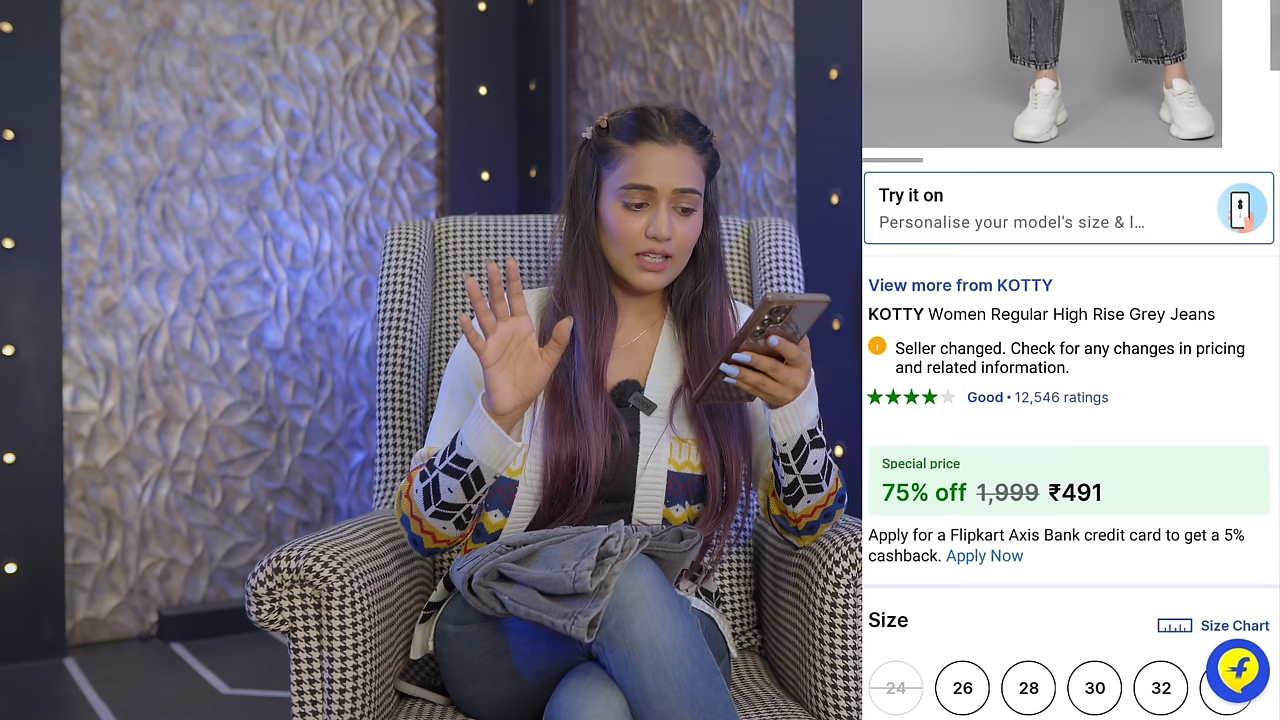 Try it on
Personalise your model's size & l...
View more from KOTTY
KOTTY Women Regular High Rise Grey Jeans
Seller changed. Check for any changes in pricing
and related information.
Good • 12,546 ratings
Special price
75% off 1,999 ₹491
Apply for a Flipkart Axis Bank credit card to get a 5%
cashback. Apply Now
Size
Size Chart
24 26 28 30 32